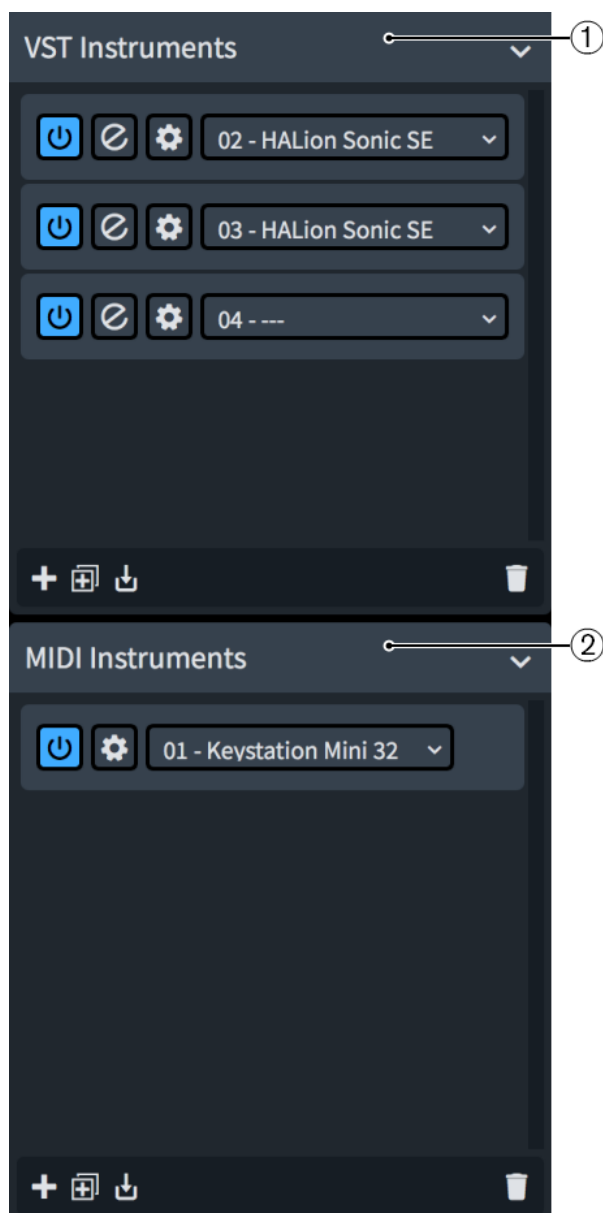 VST Instruments
①
02 - HALion Sonic SE
03 - HALion Sonic SE
04 - ---
MIDI Instruments
②
01 - Keystation Mini 32